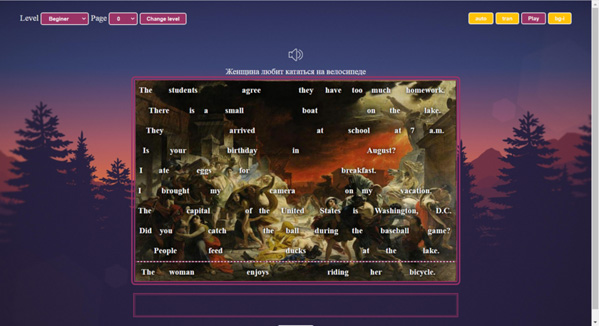 Level Beginer Page 6 Change level auto tran Play bg-r
Женщина любит кататься на велосипеде
The students agree they have too much homework.
There is a small boat on the lake.
They arrived at school at 7 a.m.
Is your birthday in August?
I ate eggs for breakfast.
I brought my camera on my vacation.
The capital of the United States is Washington, D.C.
Did you catch the ball during the baseball game?
People feed ducks at the lake.
The woman enjoys riding her bicycle.